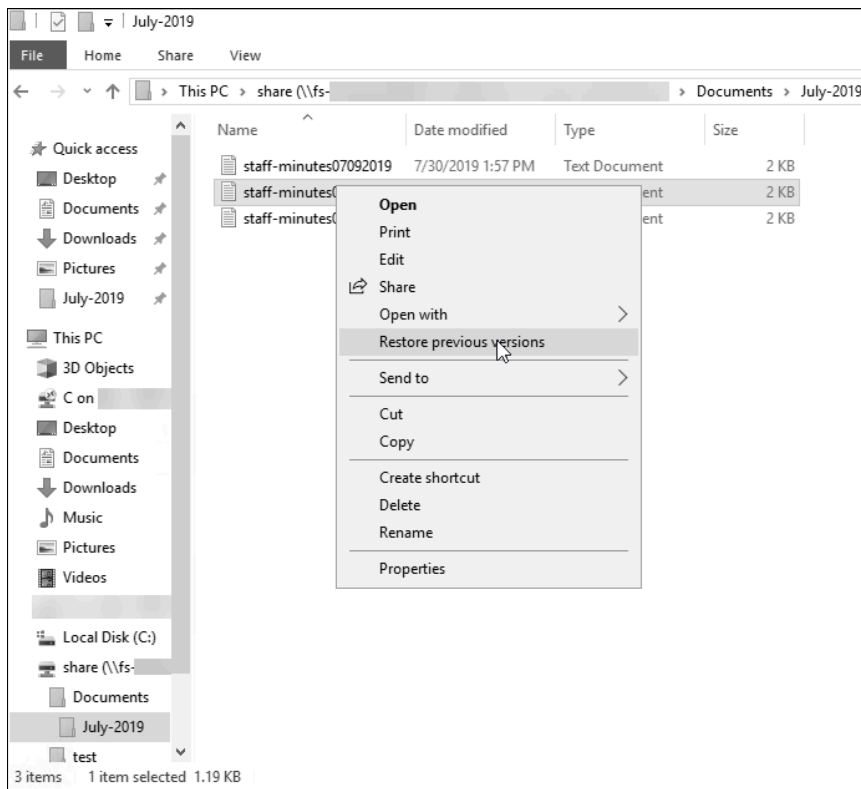 July-2019
File Home Share View
This PC > share (\\fs- > Documents > July-2019
Name Date modified Type Size
Quick access
Desktop
Documents
Downloads
Pictures
July-2019
This PC
3D Objects
C on
Desktop
Documents
Downloads
Music
Pictures
Videos
Local Disk (C:)
share (\\fs-
Documents
July-2019
test
staff-minutes07092019 7/30/2019 1:57 PM Text Document 2 KB
staff-minutes0 ent 2 KB
staff-minutes0 ent 2 KB
Open
Print
Edit
Share
Open with
Restore previous versions
Send to
Cut
Copy
Create shortcut
Delete
Rename
Properties
3 items 1 item selected 1.19 KB